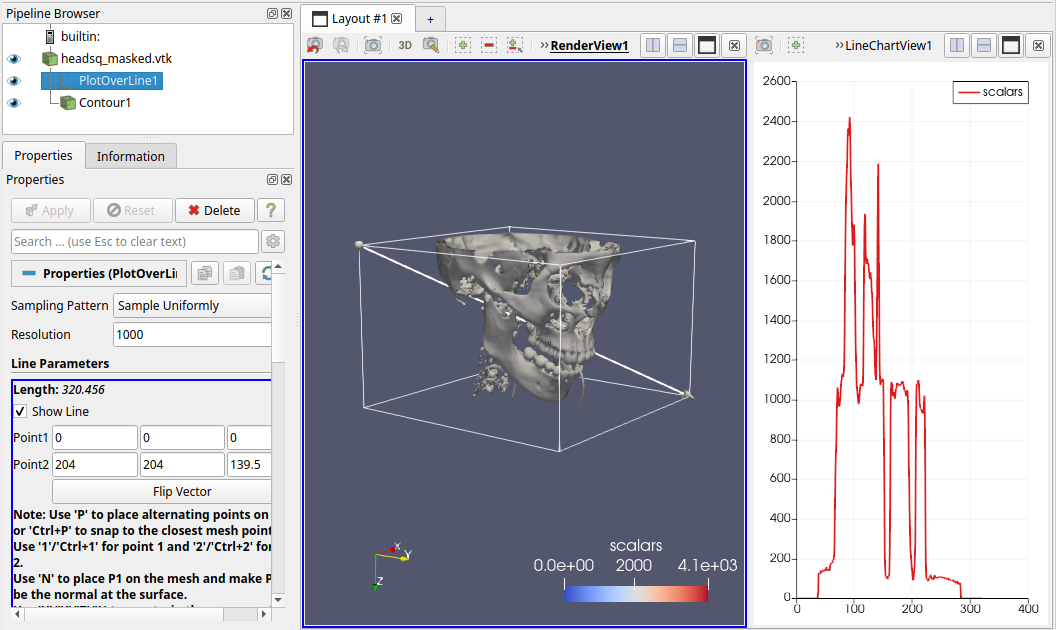 Pipeline Browser
builtin:
headsq_masked.vtk
PlotOverLine1
Contour1
Properties
Information
Properties
Apply
Reset
Delete
?
Search ... (use Esc to clear text)
Properties (PlotOverLi
Sampling Pattern
Sample Uniformly
Resolution
1000
Line Parameters
Length: 320.456
Show Line
Point1
0
0
0
Point2
204
204
139.5
Flip Vector
Note: Use 'P' to place alternating points on
or 'Ctrl+P' to snap to the closest mesh point
Use '1'/'Ctrl+1' for point 1 and '2'/'Ctrl+2' for
2.
Use 'N' to place P1 on the mesh and make P
be the normal at the surface.
Layout #1
+
3D
»RenderView1
X
Y
Z
scalars
0.0e+00
2000
4.1e+03
»LineChartView1
scalars
2600
2400
2200
2000
1800
1600
1400
1200
1000
800
600
400
200
0
0
100
200
300
400